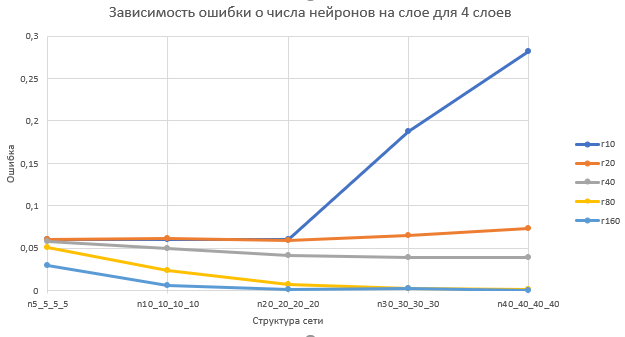 Зависимость ошибки о числа нейронов на слое для 4 слоев
0,3
0,25
0,2
0,15
0,1
0,05
0
Ошибка
n5_5_5_5
n10_10_10_10
n20_20_20_20
n30_30_30_30
n40_40_40_40
Структура сети
r10
r20
r40
r80
r160